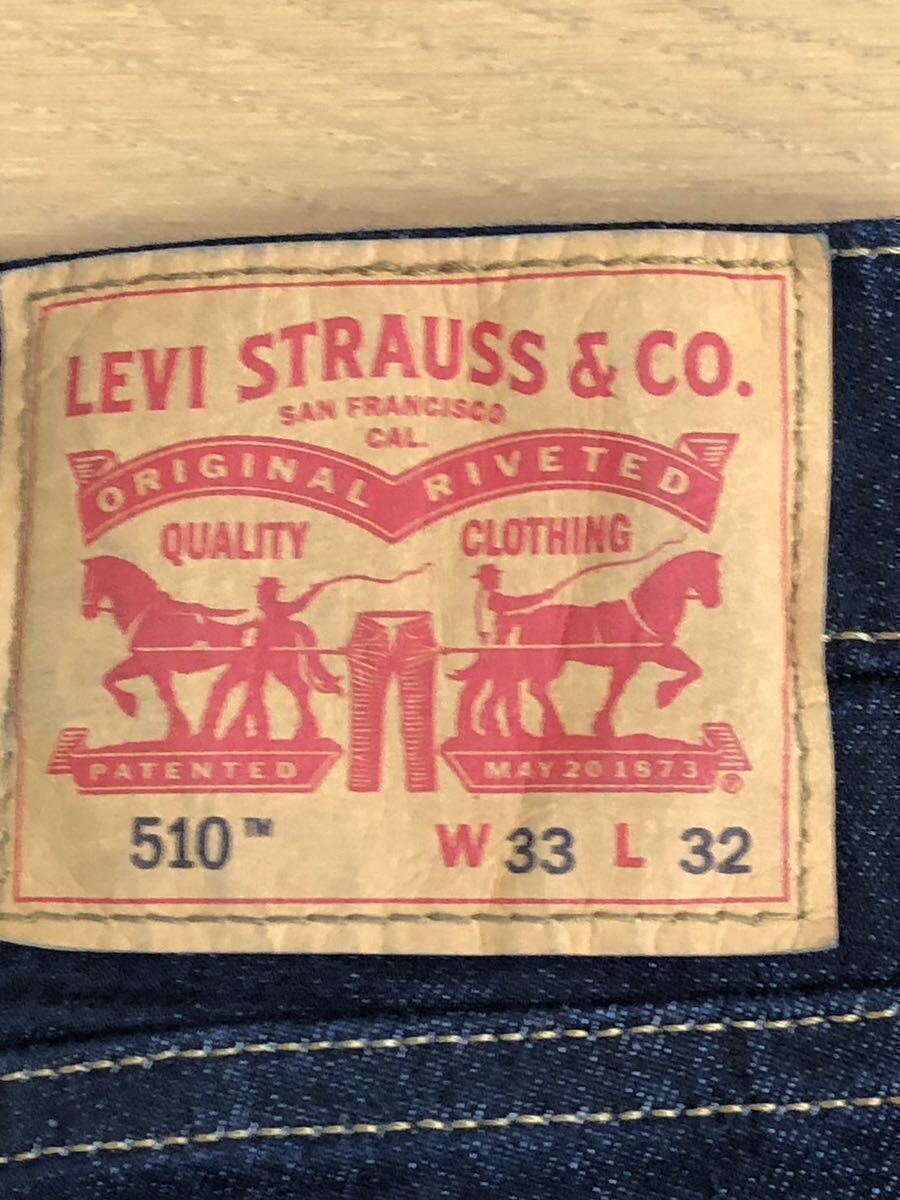 LEVI STRAUSS & CO.
SAN FRANCISCO
CAL.
ORIGINAL RIVETED
QUALITY CLOTHING
PATENTED MAY 20 1873 ®
510™ W 33 L 32